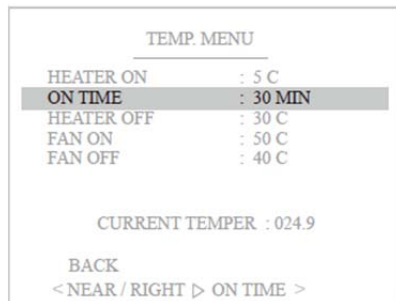 TEMP. MENU
HEATER ON : 5 C
ON TIME : 30 MIN
HEATER OFF : 30 C
FAN ON : 50 C
FAN OFF : 40 C
CURRENT TEMPER : 024.9
BACK
< NEAR / RIGHT ▷ ON TIME >